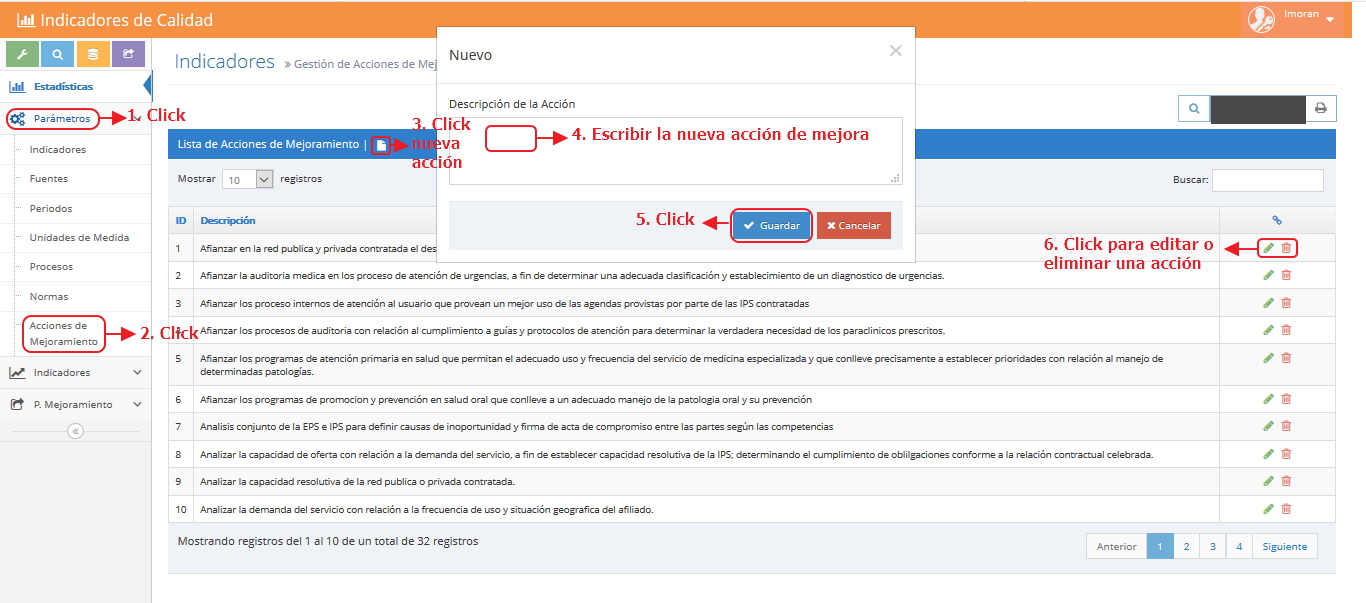 Indicadores de Calidad
lmoran
Indicadores » Gestión de Acciones de Mej
Estadísticas
Parámetros
1. Click
Indicadores
Fuentes
Periodos
Unidades de Medida
Procesos
Normas
Acciones de
Mejoramiento
2. Click
Indicadores
P. Mejoramiento
Nuevo
Descripción de la Acción
3. Click
nueva
acción
4. Escribir la nueva acción de mejora
5. Click
Guardar
Cancelar
Lista de Acciones de Mejoramiento |
Mostrar 10 registros
Buscar:
ID Descripción
1 Afianzar en la red publica y privada contratada el des
6. Click para editar o
eliminar una acción
2 Afianzar la auditoria medica en los proceso de atención de urgencias, a fin de determinar una adecuada clasificación y establecimiento de un diagnostico de urgencias.
3 Afianzar los proceso internos de atención al usuario que provean un mejor uso de las agendas provistas por parte de las IPS contratadas
Afianzar los procesos de auditoria con relación al cumplimiento a guías y protocolos de atención para determinar la verdadera necesidad de los paraclinicos prescritos.
5 Afianzar los programas de atención primaria en salud que permitan el adecuado uso y frecuencia del servicio de medicina especializada y que conlleve precisamente a establecer prioridades con relación al manejo de
determinadas patologías.
6 Afianzar los programas de promocion y prevención en salud oral que conlleve a un adecuado manejo de la patologia oral y su prevención
7 Analisis conjunto de la EPS e IPS para definir causas de inoportunidad y firma de acta de compromiso entre las partes según las competencias
8 Analizar la capacidad de oferta con relación a la demanda del servicio, a fin de establecer capacidad resolutiva de la IPS; determinando el cumplimiento de oblilgaciones conforme a la relación contractual celebrada.
9 Analizar la capacidad resolutiva de la red publica o privada contratada.
10 Analizar la demanda del servicio con relación a la frecuencia de uso y situación geografica del afiliado.
Mostrando registros del 1 al 10 de un total de 32 registros
Anterior 1 2 3 4 Siguiente